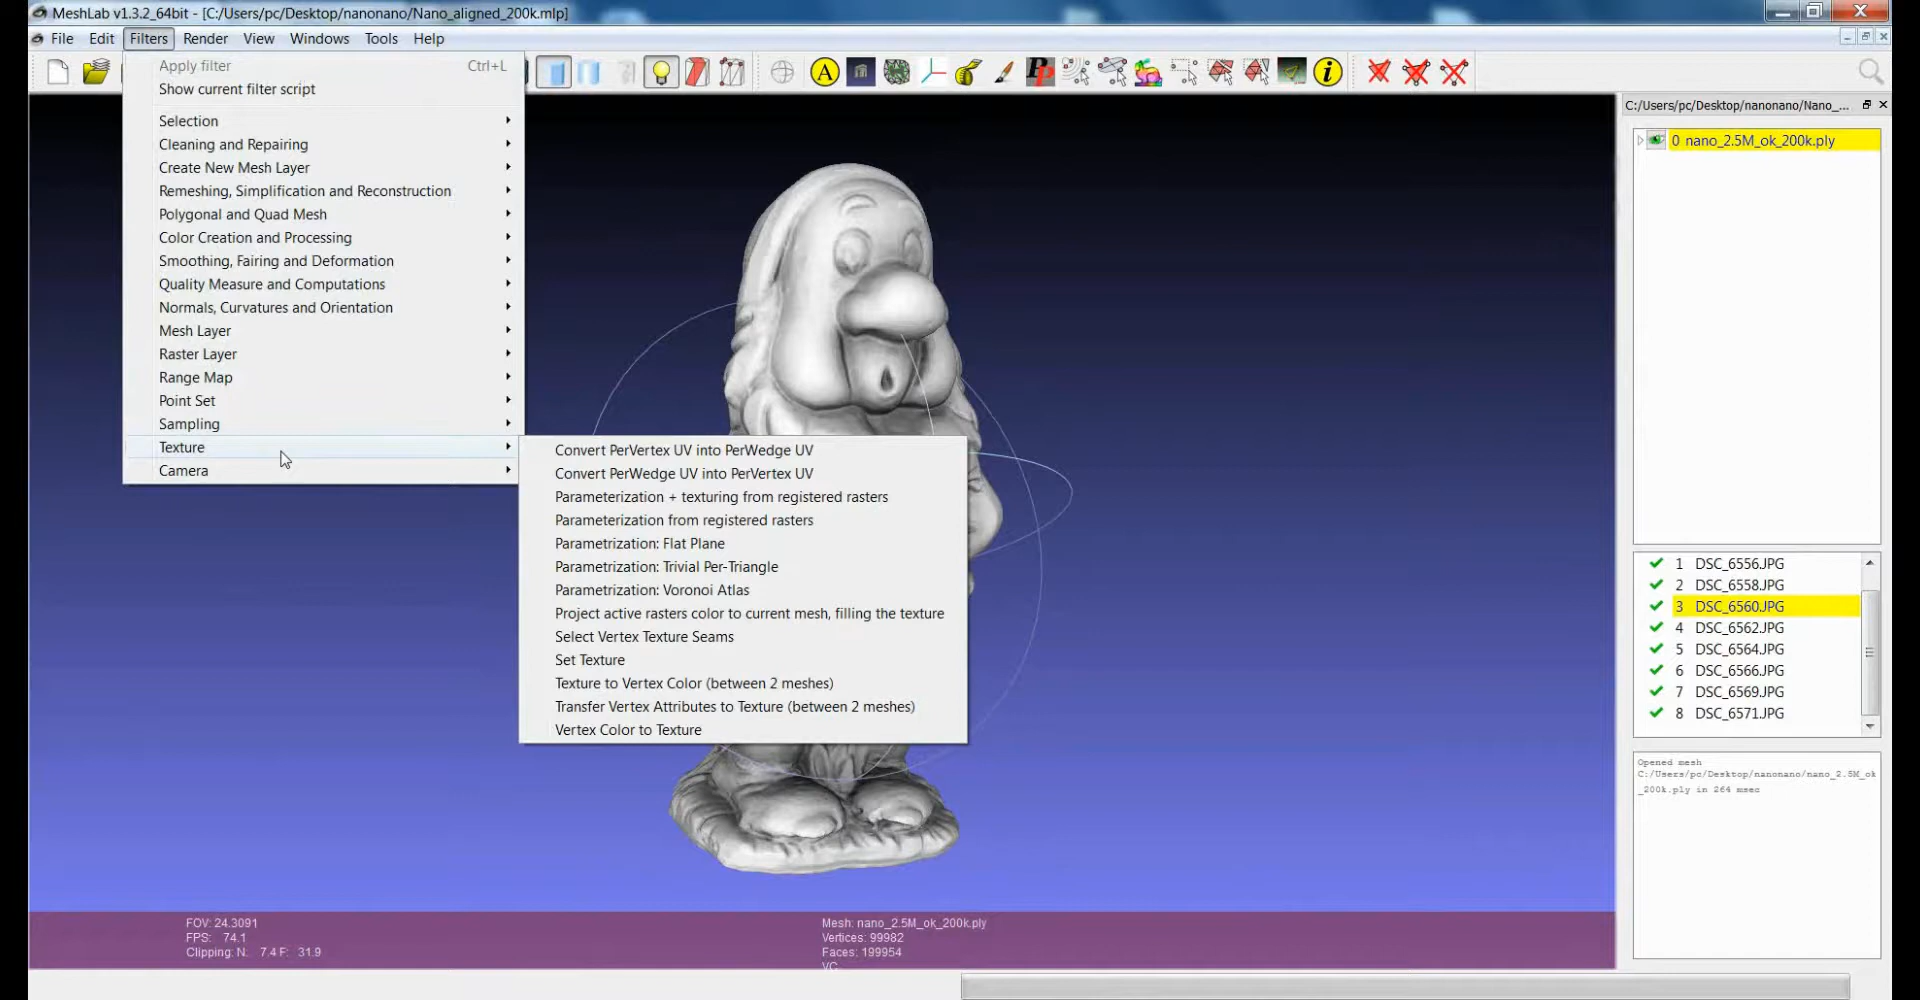 MeshLab v1.3.2_64bit - [C:/Users/pc/Desktop/nanonano/Nano_aligned_200k.mlp]
File Edit Filters Render View Windows Tools Help
Apply filter Ctrl+L
Show current filter script
Selection
Cleaning and Repairing
Create New Mesh Layer
Remeshing, Simplification and Reconstruction
Polygonal and Quad Mesh
Color Creation and Processing
Smoothing, Fairing and Deformation
Quality Measure and Computations
Normals, Curvatures and Orientation
Mesh Layer
Raster Layer
Range Map
Point Set
Sampling
Texture
Camera
Convert PerVertex UV into PerWedge UV
Convert PerWedge UV into PerVertex UV
Parameterization + texturing from registered rasters
Parameterization from registered rasters
Parametrization: Flat Plane
Parametrization: Trivial Per-Triangle
Parametrization: Voronoi Atlas
Project active rasters color to current mesh, filling the texture
Select Vertex Texture Seams
Set Texture
Texture to Vertex Color (between 2 meshes)
Transfer Vertex Attributes to Texture (between 2 meshes)
Vertex Color to Texture
A
PP
i
C:/Users/pc/Desktop/nanonano/Nano_...
0 nano_2.5M_ok_200k.ply
1 DSC_6556.JPG
2 DSC_6558.JPG
3 DSC_6560.JPG
4 DSC_6562.JPG
5 DSC_6564.JPG
6 DSC_6566.JPG
7 DSC_6569.JPG
8 DSC_6571.JPG
Opened mesh
C:/Users/pc/Desktop/nanonano/nano_2.5M_ok
_200k.ply in 264 msec
FOV: 24.3091
FPS: 74.1
Clipping: N: 7.4 F: 31.9
Mesh: nano_2.5M_ok_200k.ply
Vertices: 99982
Faces: 199954
VC